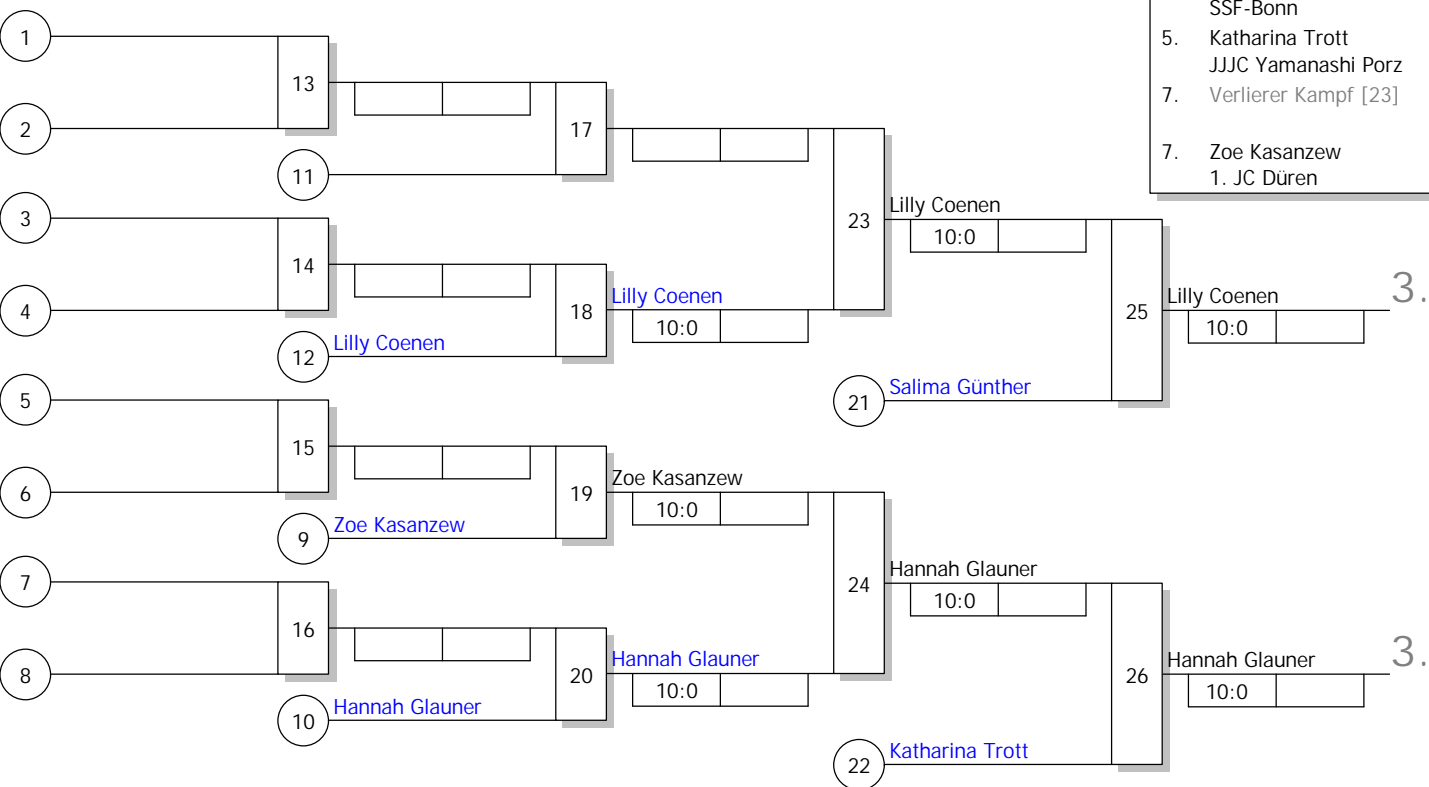 SSF-Bonn
5. Katharina Trott
JJJC Yamanashi Porz
7. Verlierer Kampf [23]
7. Zoe Kasanzew
1. JC Düren
1
13
2
17
11
3
23
Lilly Coenen
10:0
14
4
18
Lilly Coenen
10:0
12
Lilly Coenen
25
Lilly Coenen
10:0
3.
21
Salima Günther
5
15
6
19
Zoe Kasanzew
10:0
9
Zoe Kasanzew
7
24
Hannah Glauner
10:0
16
8
20
Hannah Glauner
10:0
10
Hannah Glauner
26
Hannah Glauner
10:0
3.
22
Katharina Trott